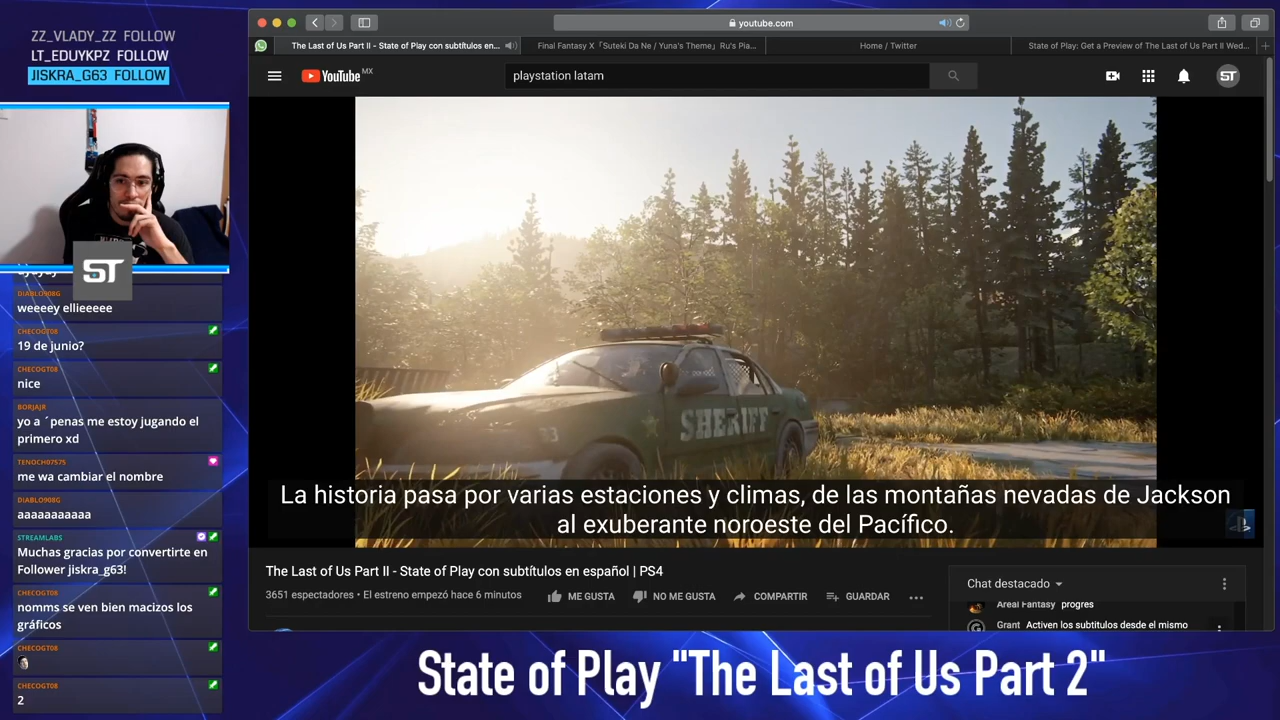 ZZ_VLADY_ZZ FOLLOW
LT_EDUYKPZ FOLLOW
JISKRA_G63 FOLLOW
ST
DIABLO908G
weeeey ellieeeee
CHECOGT08
19 de junio?
CHECOGT08
nice
BORJAJR
yo a ´penas me estoy jugando el
primero xd
TENOCH07575
me wa cambiar el nombre
DIABLO908G
aaaaaaaaaaa
STREAMLABS
Muchas gracias por convertirte en
Follower jiskra_g63!
CHECOGT08
nomms se ven bien macizos los
gráficos
CHECOGT08
CHECOGT08
2
youtube.com
The Last of Us Part II - State of Play con subtítulos en...
Final Fantasy X「Suteki Da Ne / Yuna's Theme」Ru's Pia...
Home / Twitter
State of Play: Get a Preview of The Last of Us Part II Wed...
YouTube MX
playstation latam
ST
33
SHERIFF
La historia pasa por varias estaciones y climas, de las montañas nevadas de Jackson
al exuberante noroeste del Pacífico.
The Last of Us Part II - State of Play con subtítulos en español | PS4
3651 espectadores • El estreno empezó hace 6 minutos
ME GUSTA
NO ME GUSTA
COMPARTIR
GUARDAR
Chat destacado
Areal Fantasy progres
Grant Activen los subtitulos desde el mismo
State of Play "The Last of Us Part 2"